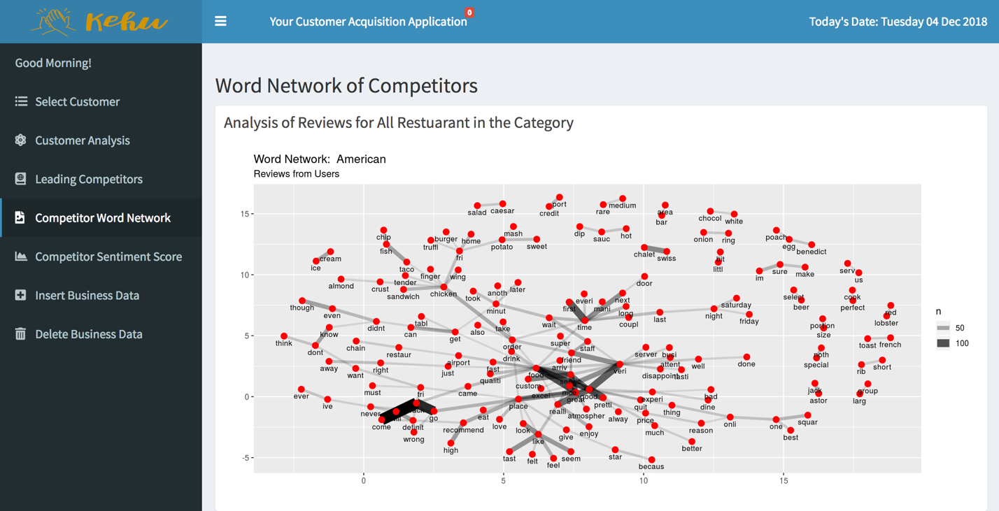 Kehu
Your Customer Acquisition Application
0
Today's Date: Tuesday 04 Dec 2018
Good Morning!
Select Customer
Customer Analysis
Leading Competitors
Competitor Word Network
Competitor Sentiment Score
Insert Business Data
Delete Business Data
Word Network of Competitors
Analysis of Reviews for All Restuarant in the Category
Word Network: American
Reviews from Users
15
10
5
0
-5
0
5
10
15
n
50
100
port
medium
salad
caesar
credit
rare
area
bar
chocol
white
chip
burger
home
mash
dip
sauc
hot
onion
ring
poach
fish
truffl
potato
sweet
egg
benedict
fri
chalet
swiss
cream
ice
taco
bit
littl
im
sure
make
serv
us
almond
tender
finger
wing
crust
sandwich
chicken
took
anoth
later
door
select
beer
cook
perfect
though
even
minut
first
everi
mani
next
long
coupl
last
night
saturday
friday
red
lobster
know
didnt
tabl
can
get
also
take
wait
time
portion
size
think
dont
chain
restaur
order
drink
super
staff
server
busi
toast
french
away
want
right
airport
just
fast
qualiti
food
arriv
friend
veri
attent
disappoint
tasti
well
done
noth
special
rib
short
ever
ive
must
tri
came
custom
excel
nice
great
good
prettl
experi
quit
bad
dine
jack
astor
group
larg
never
come
definit
wrong
go
recommend
high
eat
love
place
look
like
realli
atmospher
alway
price
thing
much
reason
onli
one
squar
best
enjoy
give
better
tast
felt
feel
seem
star
becaus